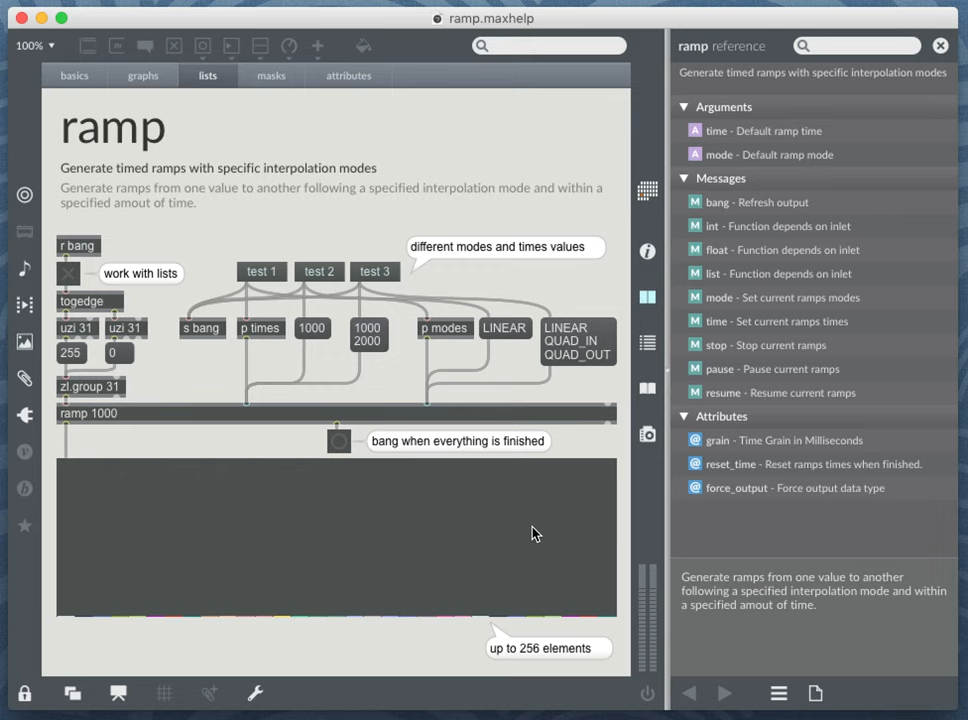 ramp.maxhelp
100%
ramp reference
basics
graphs
lists
masks
attributes
ramp
Generate timed ramps with specific interpolation modes
Generate ramps from one value to another following a specified interpolation mode and within a
specified amout of time.
r bang
work with lists
different modes and times values
test 1
test 2
test 3
togedge
uzi 31
uzi 31
s bang
p times
1000
1000
2000
p modes
LINEAR
LINEAR
QUAD_IN
QUAD_OUT
255
0
zl.group 31
ramp 1000
bang when everything is finished
up to 256 elements
Generate timed ramps with specific interpolation modes
Arguments
A time - Default ramp time
A mode - Default ramp mode
Messages
M bang - Refresh output
M int - Function depends on inlet
M float - Function depends on inlet
M list - Function depends on inlet
M mode - Set current ramps modes
M time - Set current ramps times
M stop - Stop current ramps
M pause - Pause current ramps
M resume - Resume current ramps
Attributes
@ grain - Time Grain in Milliseconds
@ reset_time - Reset ramps times when finished.
@ force_output - Force output data type
Generate ramps from one value to another
following a specified interpolation mode and within
a specified amout of time.